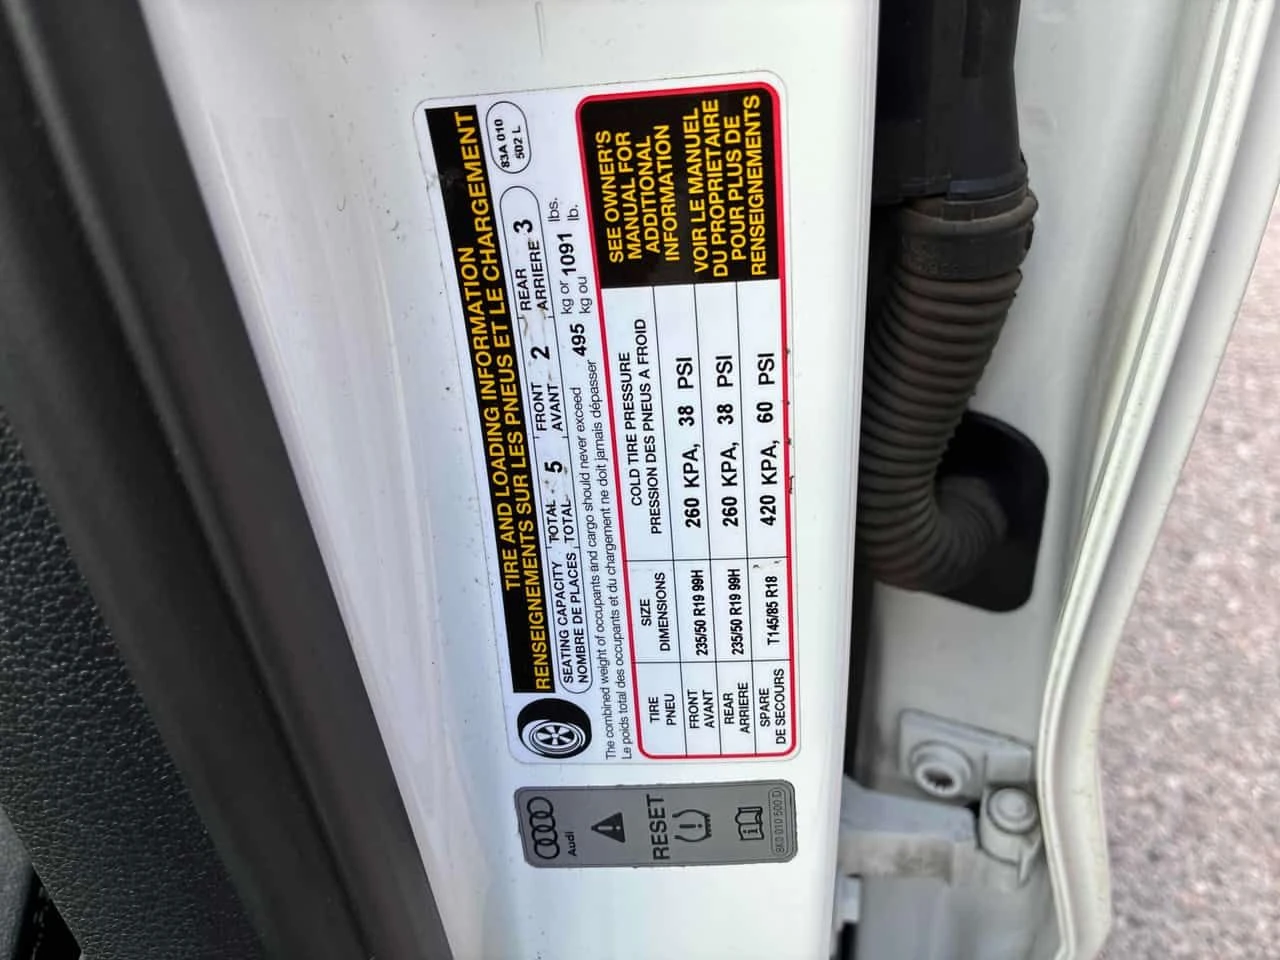 TIRE AND LOADING INFORMATION
RENSEIGNEMENTS SUR LES PNEUS ET LE CHARGEMENT
83A 010
502 L
SEATING CAPACITY TOTAL 5 FRONT 2 REAR 3
NOMBRE DE PLACES TOTAL AVANT ARRIERE
The combined weight of occupants and cargo should never exceed 495 kg or 1091 lbs.
Le poids total des occupants et du chargement ne doit jamais dépasser kg ou lb.
TIRE SIZE COLD TIRE PRESSURE
PNEU DIMENSIONS PRESSION DES PNEUS A FROID
FRONT 235/50 R19 99H 260 KPA, 38 PSI
AVANT
REAR 235/50 R19 99H 260 KPA, 38 PSI
ARRIERE
SPARE T145/85 R18 420 KPA, 60 PSI
DE SECOURS
SEE OWNER'S
MANUAL FOR
ADDITIONAL
INFORMATION
VOIR LE MANUEL
DU PROPRIETAIRE
POUR PLUS DE
RENSEIGNEMENTS
Audi
RESET
8K0 010 500 D